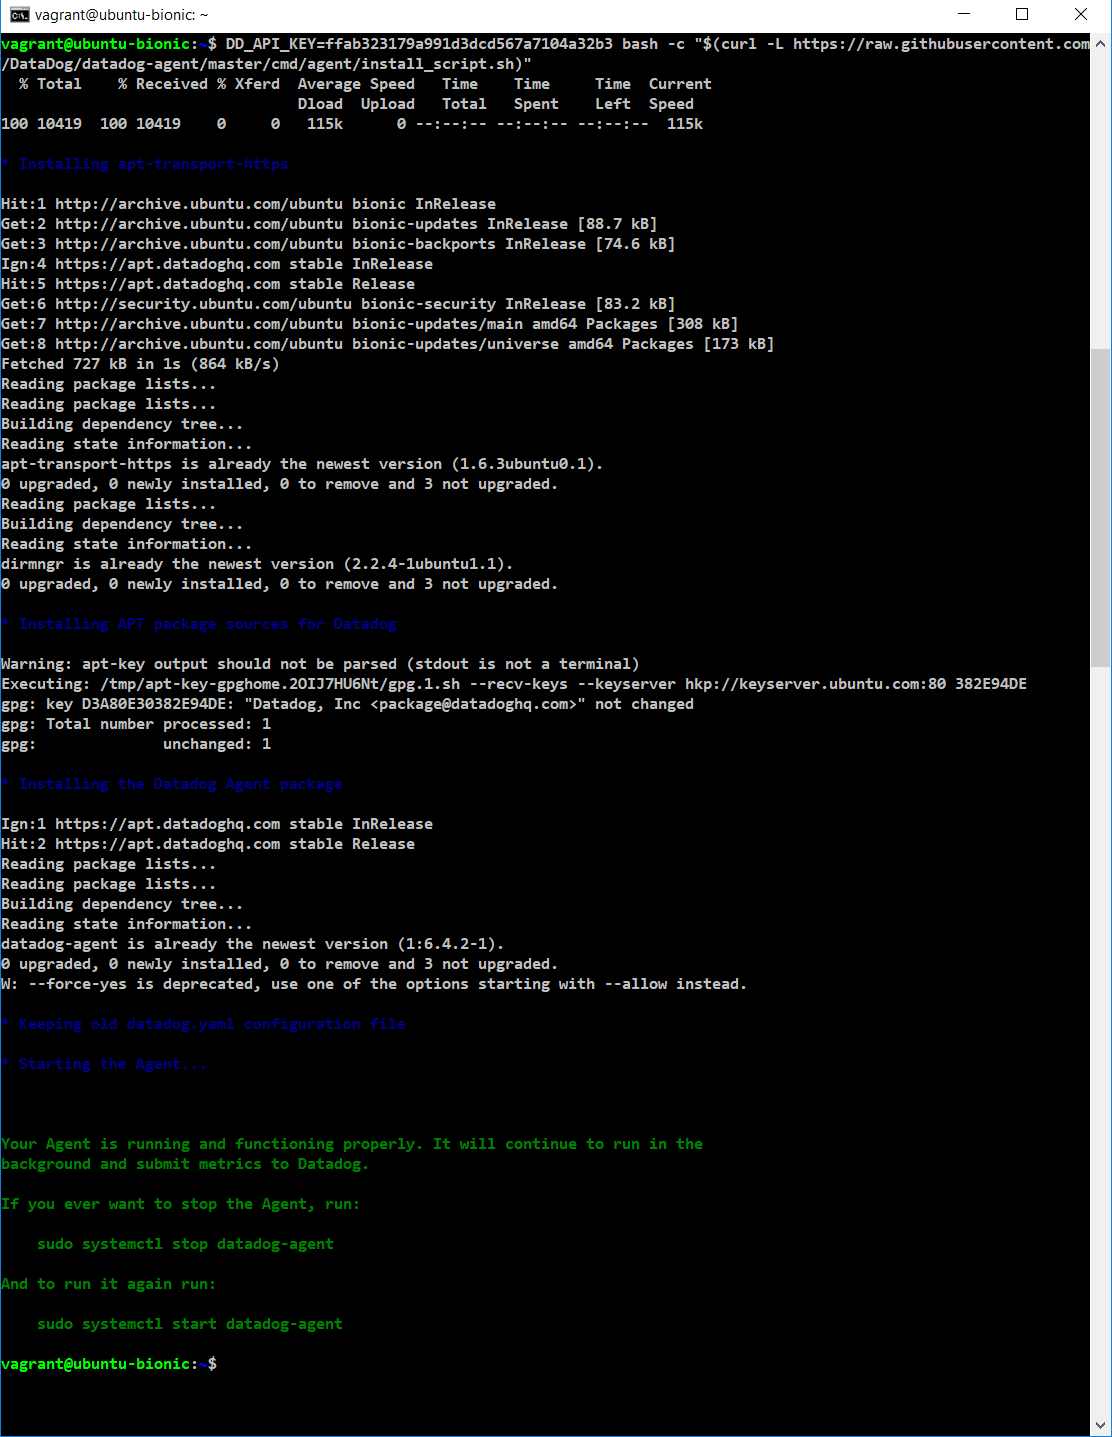 vagrant@ubuntu-bionic: ~
vagrant@ubuntu-bionic:~$ DD_API_KEY=ffab323179a991d3dcd567a7104a32b3 bash -c "$(curl -L https://raw.githubusercontent.com
/DataDog/datadog-agent/master/cmd/agent/install_script.sh)"
  % Total    % Received % Xferd  Average Speed   Time    Time     Time  Current
                                 Dload  Upload   Total   Spent    Left  Speed
100 10419  100 10419    0     0   115k      0 --:--:-- --:--:-- --:--:--  115k
* Installing apt-transport-https
Hit:1 http://archive.ubuntu.com/ubuntu bionic InRelease
Get:2 http://archive.ubuntu.com/ubuntu bionic-updates InRelease [88.7 kB]
Get:3 http://archive.ubuntu.com/ubuntu bionic-backports InRelease [74.6 kB]
Ign:4 https://apt.datadoghq.com stable InRelease
Hit:5 https://apt.datadoghq.com stable Release
Get:6 http://security.ubuntu.com/ubuntu bionic-security InRelease [83.2 kB]
Get:7 http://archive.ubuntu.com/ubuntu bionic-updates/main amd64 Packages [308 kB]
Get:8 http://archive.ubuntu.com/ubuntu bionic-updates/universe amd64 Packages [173 kB]
Fetched 727 kB in 1s (864 kB/s)
Reading package lists...
Reading package lists...
Building dependency tree...
Reading state information...
apt-transport-https is already the newest version (1.6.3ubuntu0.1).
0 upgraded, 0 newly installed, 0 to remove and 3 not upgraded.
Reading package lists...
Building dependency tree...
Reading state information...
dirmngr is already the newest version (2.2.4-1ubuntu1.1).
0 upgraded, 0 newly installed, 0 to remove and 3 not upgraded.
* Installing APT package sources for Datadog
Warning: apt-key output should not be parsed (stdout is not a terminal)
Executing: /tmp/apt-key-gpghome.2OIJ7HU6Nt/gpg.1.sh --recv-keys --keyserver hkp://keyserver.ubuntu.com:80 382E94DE
gpg: key D3A80E30382E94DE: "Datadog, Inc <package@datadoghq.com>" not changed
gpg: Total number processed: 1
gpg:              unchanged: 1
* Installing the Datadog Agent package
Ign:1 https://apt.datadoghq.com stable InRelease
Hit:2 https://apt.datadoghq.com stable Release
Reading package lists...
Reading package lists...
Building dependency tree...
Reading state information...
datadog-agent is already the newest version (1:6.4.2-1).
0 upgraded, 0 newly installed, 0 to remove and 3 not upgraded.
W: --force-yes is deprecated, use one of the options starting with --allow instead.
* Keeping old datadog.yaml configuration file
* Starting the Agent...
Your Agent is running and functioning properly. It will continue to run in the
background and submit metrics to Datadog.
If you ever want to stop the Agent, run:
    sudo systemctl stop datadog-agent
And to run it again run:
    sudo systemctl start datadog-agent
vagrant@ubuntu-bionic:~$